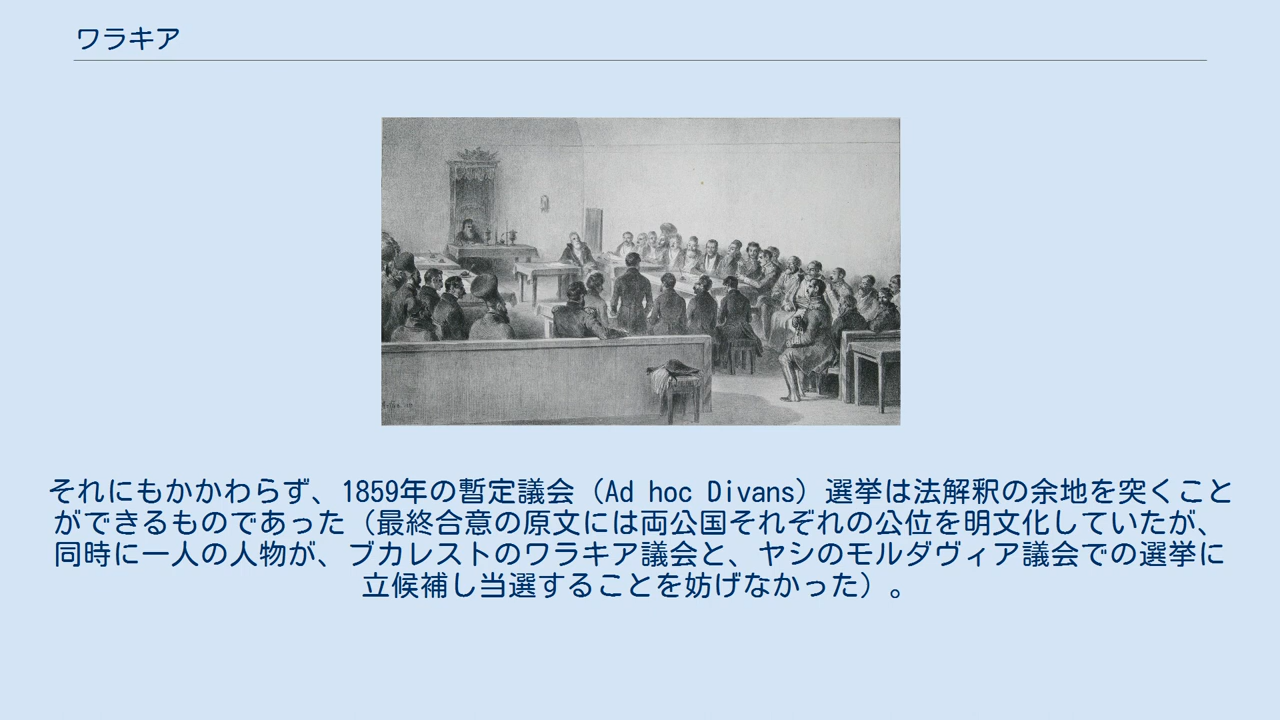 ワラキア
それにもかかわらず、1859年の暫定議会（Ad hoc Divans）選挙は法解釈の余地を突くこと
ができるものであった（最終合意の原文には両公国それぞれの公位を明文化していたが、
同時に一人の人物が、ブカレストのワラキア議会と、ヤシのモルダヴィア議会での選挙に
立候補し当選することを妨げなかった）。